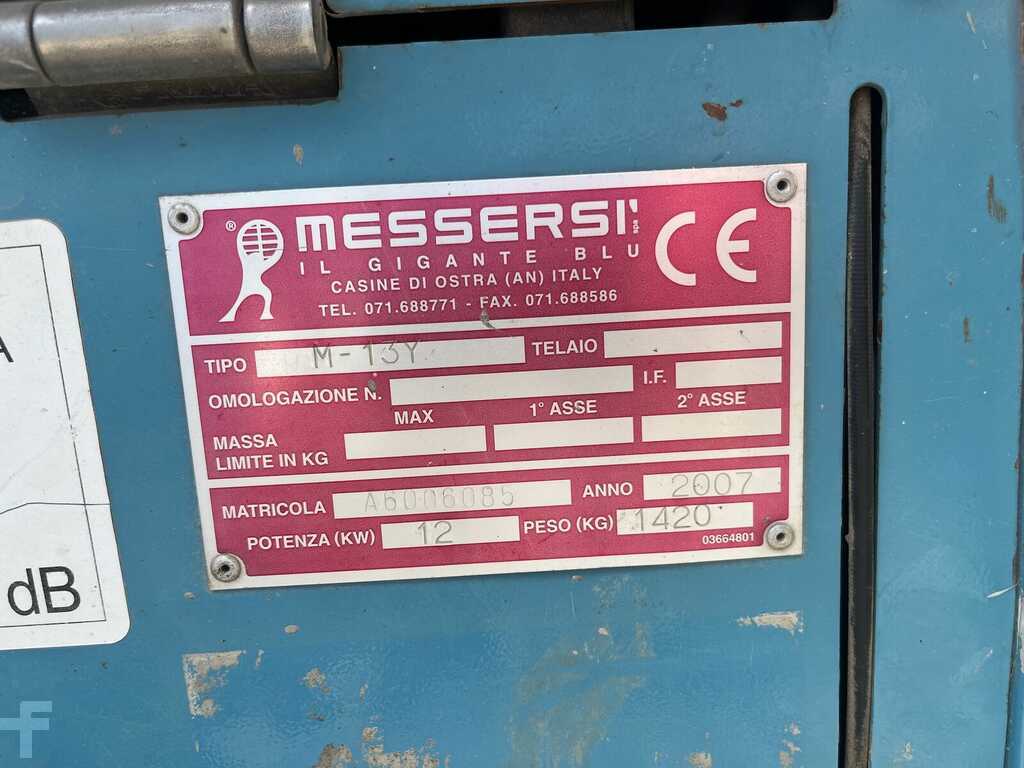 ® MESSERSI' spa CE
IL GIGANTE BLU
CASINE DI OSTRA (AN) ITALY
TEL. 071.688771 - FAX. 071.688586
TIPO M-13Y TELAIO
OMOLOGAZIONE N. I.F.
MAX 1° ASSE 2° ASSE
MASSA
LIMITE IN KG
MATRICOLA A6006085 ANNO 2007
POTENZA (KW) 12 PESO (KG) 1420
03664801
A
dB
F